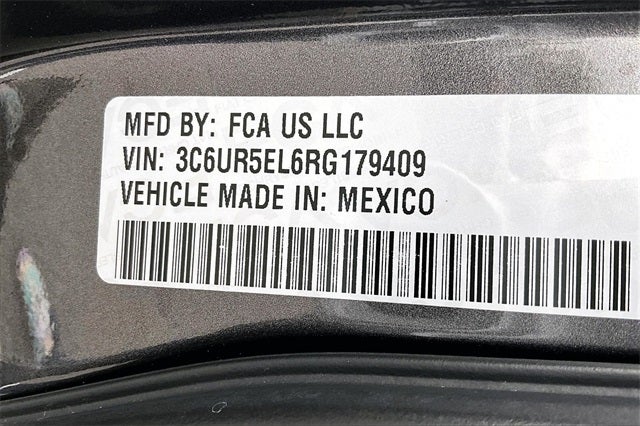 MFD BY: FCA US LLC
VIN: 3C6UR5EL6RG179409
VEHICLE MADE IN: MEXICO